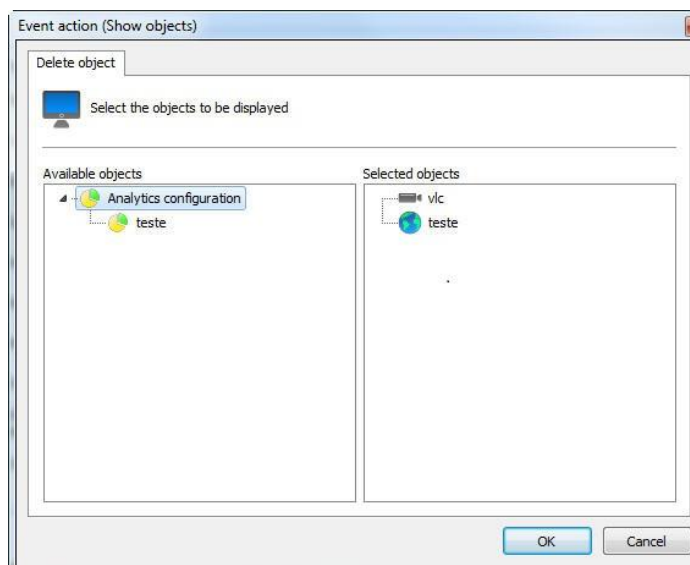 Event action (Show objects)
Delete object
Select the objects to be displayed
Available objects
Selected objects
Analytics configuration
teste
vlc
teste
OK
Cancel